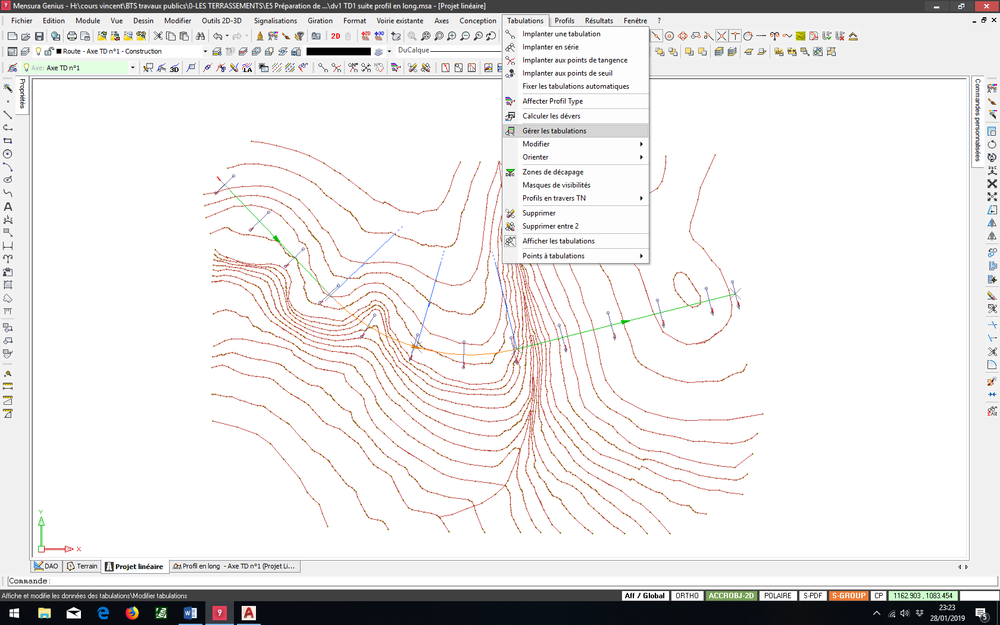 Mensura Genius - H:\cours vincent\BTS travaux publics\0-LES TERRASSEMENTS\E5 Préparation de ...\dv1 TD1 suite profil en long.msa - [Projet linéaire]
Fichier Edition Module Vue Dessin Modifier Outils 2D-3D Signalisations Giration Format Voirie existante Axes Conception Tabulations Profils Résultats Fenêtre ?
2D
Route - Axe TD n°1 - Construction
DuCalque
Axe: Axe TD n°1
3D
LA
Propriétés
Commandes personnalisées
Implanter une tabulation
Implanter en série
Implanter aux points de tangence
Implanter aux points de seuil
Fixer les tabulations automatiques
Affecter Profil Type
Calculer les dévers
Gérer les tabulations
Modifier
Orienter
DEC Zones de décapage
Masques de visibilités
Profils en travers TN
Supprimer
Supprimer entre 2
Afficher les tabulations
Points à tabulations
Y
X
DAO Terrain Projet linéaire Profil en long - Axe TD n°1 (Projet Li...
Commande:
Affiche et modifie les données des tabulations\Modifier tabulations
Aff / Global ORTHO ACCROBJ-2D POLAIRE S-PDF S-GROUP CP 1162.903 , 1083.454
23:23
28/01/2019
5